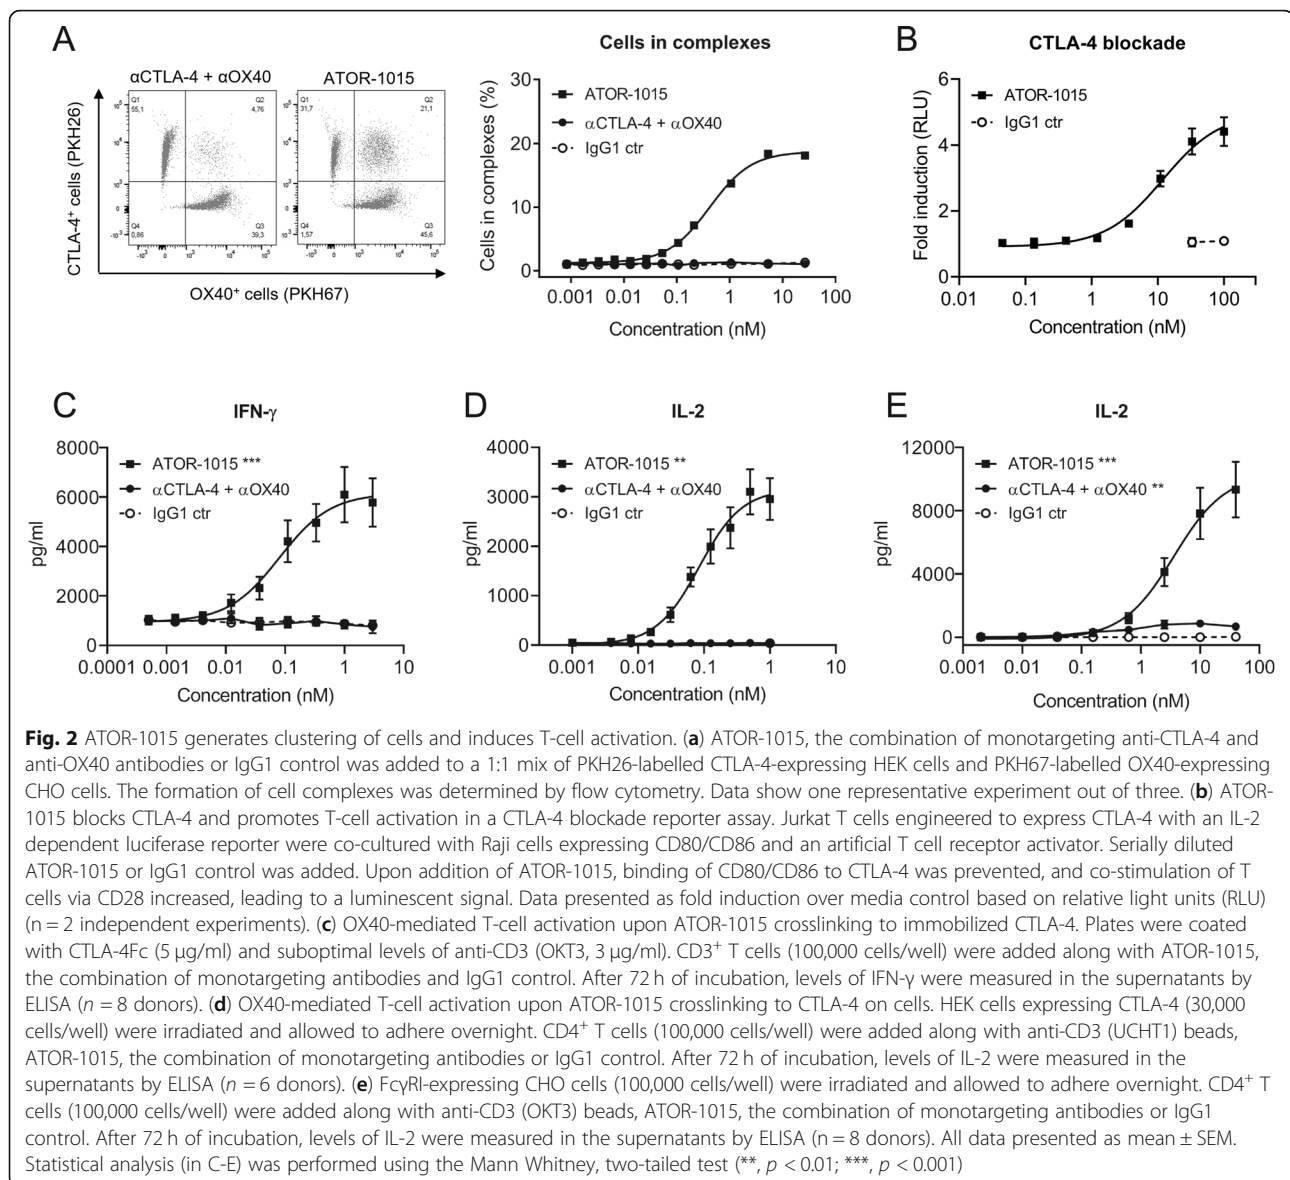 A
αCTLA-4 + αOX40
ATOR-1015
Q1
55,1
Q2
4,76
Q4
0,86
Q3
39,3
Q1
31,7
Q2
21,1
Q4
1,57
Q3
45,6
CTLA-4⁺ cells (PKH26)
OX40⁺ cells (PKH67)
Cells in complexes
Cells in complexes (%)
30
20
10
0
ATOR-1015
αCTLA-4 + αOX40
IgG1 ctr
0.001 0.01 0.1 1 10 100
Concentration (nM)
B
CTLA-4 blockade
Fold induction (RLU)
6
4
2
0
ATOR-1015
IgG1 ctr
0.01 0.1 1 10 100
Concentration (nM)
C
IFN-γ
pg/ml
8000
6000
4000
2000
0
ATOR-1015 ***
αCTLA-4 + αOX40
IgG1 ctr
0.0001 0.001 0.01 0.1 1 10
Concentration (nM)
D
IL-2
pg/ml
4000
3000
2000
1000
0
ATOR-1015 **
αCTLA-4 + αOX40
IgG1 ctr
0.001 0.01 0.1 1 10
Concentration (nM)
E
IL-2
pg/ml
12000
8000
4000
0
ATOR-1015 ***
αCTLA-4 + αOX40 **
IgG1 ctr
0.001 0.01 0.1 1 10 100
Concentration (nM)
Fig. 2 ATOR-1015 generates clustering of cells and induces T-cell activation. (a) ATOR-1015, the combination of monotargeting anti-CTLA-4 and
anti-OX40 antibodies or IgG1 control was added to a 1:1 mix of PKH26-labelled CTLA-4-expressing HEK cells and PKH67-labelled OX40-expressing
CHO cells. The formation of cell complexes was determined by flow cytometry. Data show one representative experiment out of three. (b) ATOR-
1015 blocks CTLA-4 and promotes T-cell activation in a CTLA-4 blockade reporter assay. Jurkat T cells engineered to express CTLA-4 with an IL-2
dependent luciferase reporter were co-cultured with Raji cells expressing CD80/CD86 and an artificial T cell receptor activator. Serially diluted
ATOR-1015 or IgG1 control was added. Upon addition of ATOR-1015, binding of CD80/CD86 to CTLA-4 was prevented, and co-stimulation of T
cells via CD28 increased, leading to a luminescent signal. Data presented as fold induction over media control based on relative light units (RLU)
(n = 2 independent experiments). (c) OX40-mediated T-cell activation upon ATOR-1015 crosslinking to immobilized CTLA-4. Plates were coated
with CTLA-4Fc (5 μg/ml) and suboptimal levels of anti-CD3 (OKT3, 3 μg/ml). CD3⁺ T cells (100,000 cells/well) were added along with ATOR-1015,
the combination of monotargeting antibodies and IgG1 control. After 72 h of incubation, levels of IFN-γ were measured in the supernatants by
ELISA (n = 8 donors). (d) OX40-mediated T-cell activation upon ATOR-1015 crosslinking to CTLA-4 on cells. HEK cells expressing CTLA-4 (30,000
cells/well) were irradiated and allowed to adhere overnight. CD4⁺ T cells (100,000 cells/well) were added along with anti-CD3 (UCHT1) beads,
ATOR-1015, the combination of monotargeting antibodies or IgG1 control. After 72 h of incubation, levels of IL-2 were measured in the
supernatants by ELISA (n = 6 donors). (e) FcγRI-expressing CHO cells (100,000 cells/well) were irradiated and allowed to adhere overnight. CD4⁺ T
cells (100,000 cells/well) were added along with anti-CD3 (OKT3) beads, ATOR-1015, the combination of monotargeting antibodies or IgG1
control. After 72 h of incubation, levels of IL-2 were measured in the supernatants by ELISA (n = 8 donors). All data presented as mean ± SEM.
Statistical analysis (in C-E) was performed using the Mann Whitney, two-tailed test (**, p < 0.01; ***, p < 0.001)